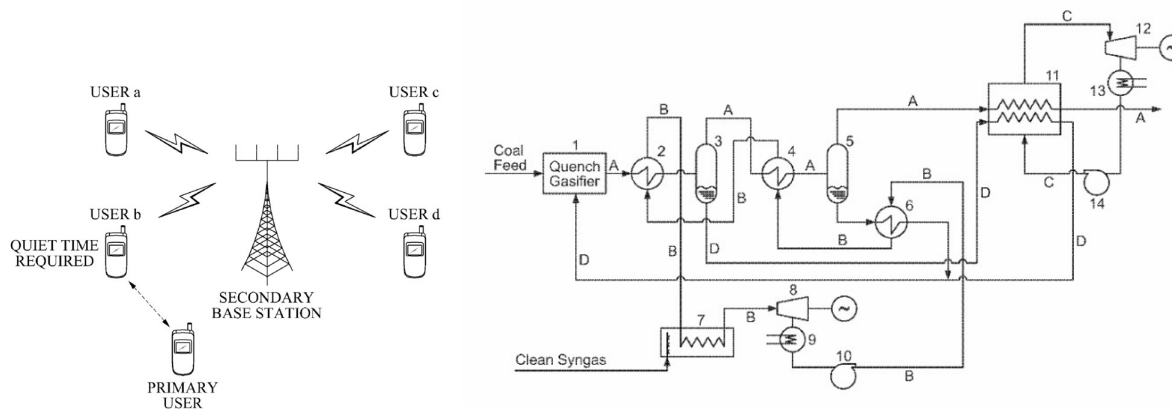 USER a
USER c
USER b
USER d
QUIET TIME
REQUIRED
SECONDARY
BASE STATION
PRIMARY
USER
C
12
B
A
A
11
13
1
2
3
4
5
A
Coal
Feed
Quench
Gasifier
A
A
B
B
D
C
14
6
B
B
D
D
D
B
8
~
~
7
B
9
Clean Syngas
10
B